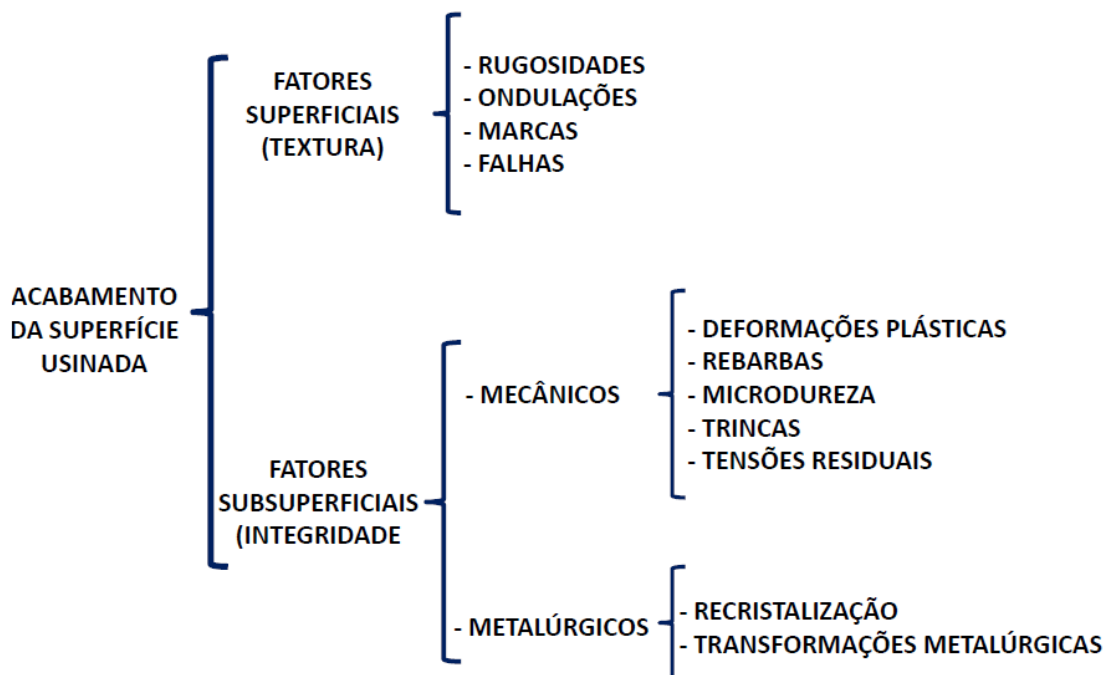 ACABAMENTO
DA SUPERFÍCIE
USINADA
FATORES
SUPERFICIAIS
(TEXTURA)
- RUGOSIDADES
- ONDULAÇÕES
- MARCAS
- FALHAS
FATORES
SUBSUPERFICIAIS
(INTEGRIDADE
- MECÂNICOS
- DEFORMAÇÕES PLÁSTICAS
- REBARBAS
- MICRODUREZA
- TRINCAS
- TENSÕES RESIDUAIS
- METALÚRGICOS
- RECRISTALIZAÇÃO
- TRANSFORMAÇÕES METALÚRGICAS